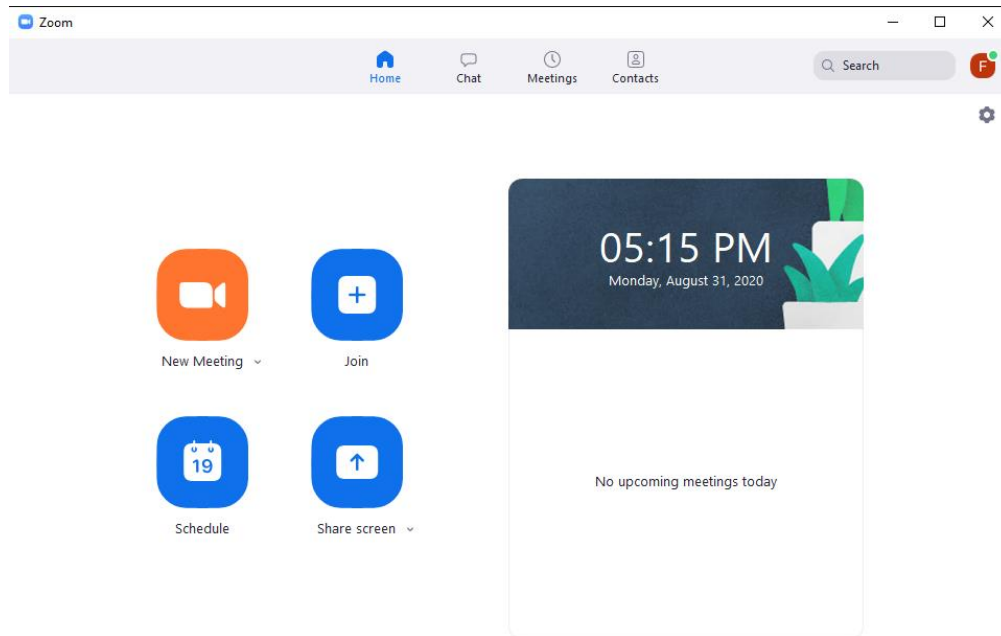 Zoom
Home
Chat
Meetings
Contacts
Search
F
05:15 PM
Monday, August 31, 2020
New Meeting
Join
19
Schedule
Share screen
No upcoming meetings today